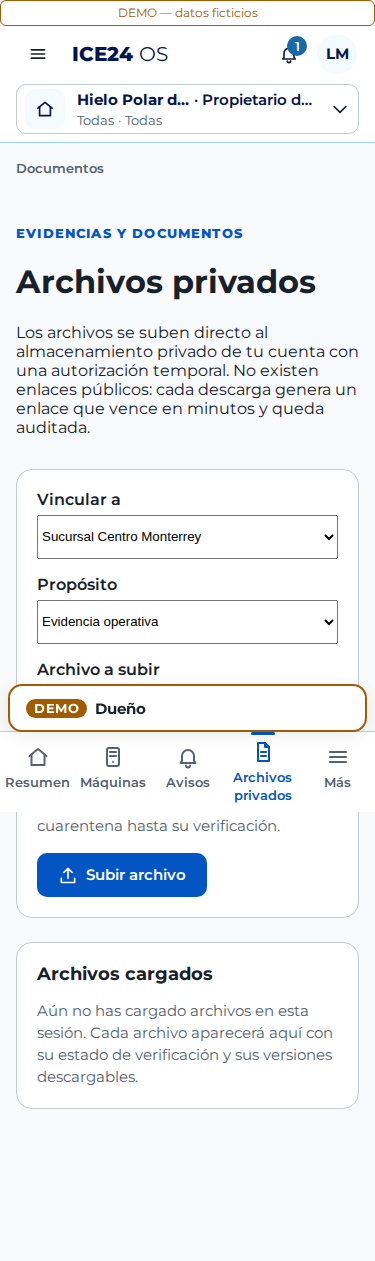 DEMO — datos ficticios
ICE24 OS
1
LM
Hielo Polar d... · Propietario d...
Todas · Todas
Documentos
EVIDENCIAS Y DOCUMENTOS
Archivos privados
Los archivos se suben directo al
almacenamiento privado de tu cuenta con
una autorización temporal. No existen
enlaces públicos: cada descarga genera un
enlace que vence en minutos y queda
auditada.
Vincular a
Sucursal Centro Monterrey
Propósito
Evidencia operativa
Archivo a subir
DEMO Dueño
Resumen
Máquinas
Avisos
Archivos
privados
Más
cuarentena hasta su verificación.
Subir archivo
Archivos cargados
Aún no has cargado archivos en esta
sesión. Cada archivo aparecerá aquí con
su estado de verificación y sus versiones
descargables.